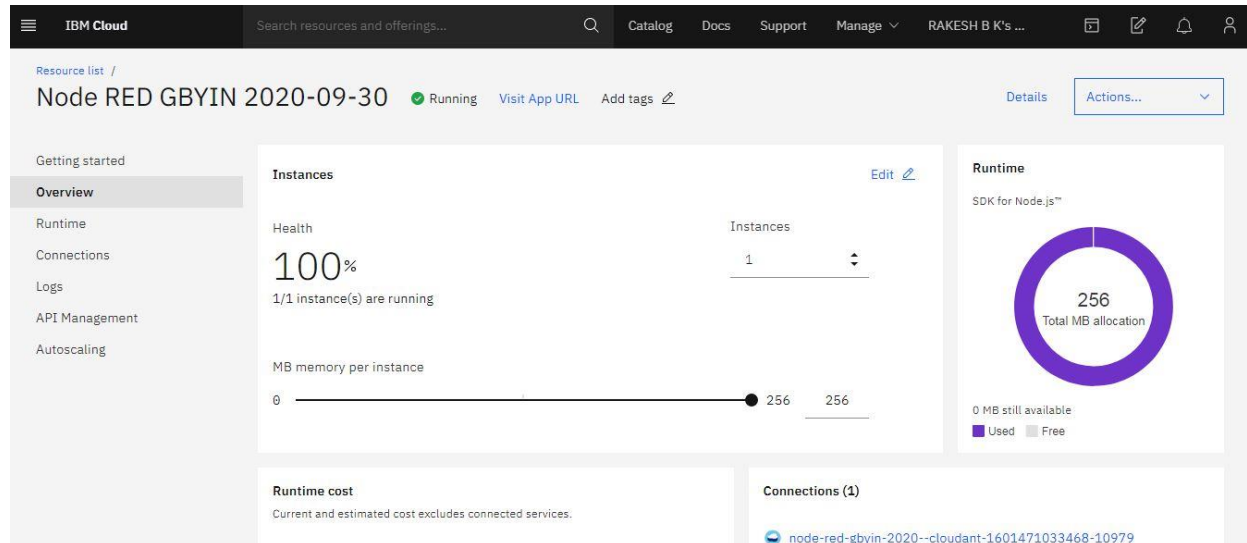 IBM Cloud
Search resources and offerings...
Catalog
Docs
Support
Manage
RAKESH B K's ...
Resource list /
Node RED GBYIN 2020-09-30
Running
Visit App URL
Add tags
Details
Actions...
Getting started
Overview
Runtime
Connections
Logs
API Management
Autoscaling
Instances
Edit
Health
100%
1/1 instance(s) are running
Instances
1
MB memory per instance
0
256
256
Runtime
SDK for Node.js™
256
Total MB allocation
0 MB still available
Used
Free
Runtime cost
Current and estimated cost excludes connected services.
Connections (1)
node-red-gbyin-2020--cloudant-1601471033468-10979